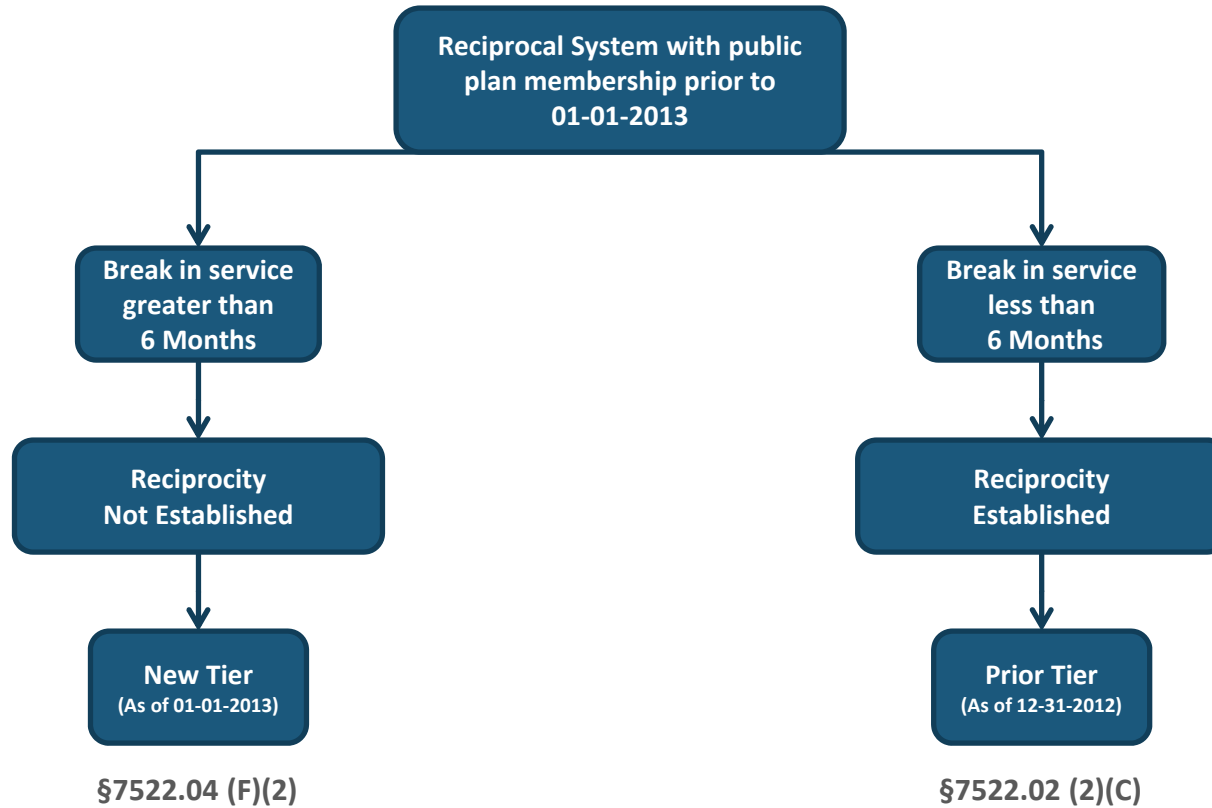 Reciprocal System with public
plan membership prior to
01-01-2013
Break in service
greater than
6 Months
Break in service
less than
6 Months
Reciprocity
Not Established
Reciprocity
Established
New Tier
(As of 01-01-2013)
Prior Tier
(As of 12-31-2012)
§7522.04 (F)(2)
§7522.02 (2)(C)